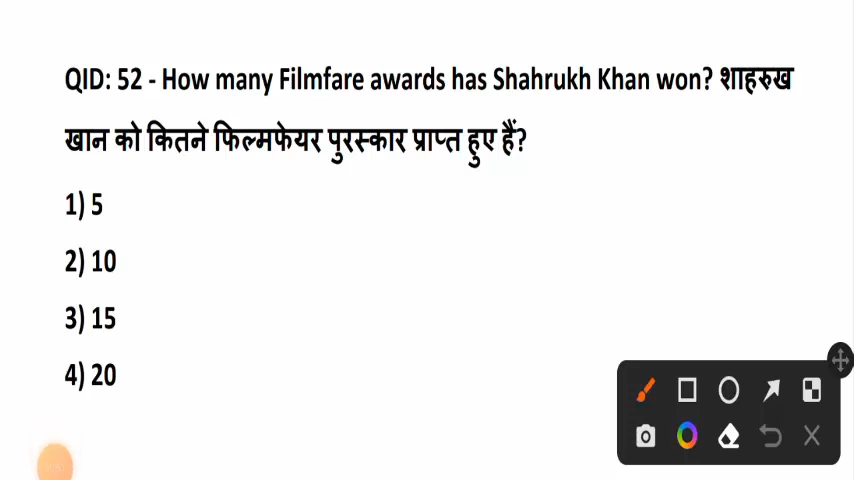 QID: 52 - How many Filmfare awards has Shahrukh Khan won? शाहरुख
खान को कितने फिल्मफेयर पुरस्कार प्राप्त हुए हैं?
1) 5
2) 10
3) 15
4) 20